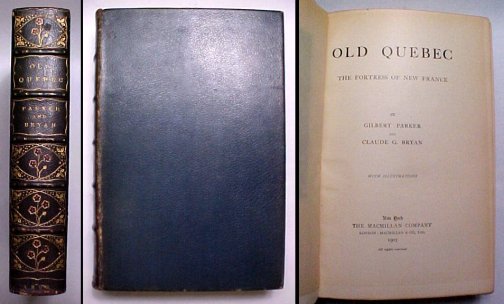 OLD
QUEBEC
PARKER
AND
BRYAN
OLD QUEBEC
THE FORTRESS OF NEW FRANCE
BY
GILBERT PARKER
AND
CLAUDE G. BRYAN
WITH ILLUSTRATIONS
New York
THE MACMILLAN COMPANY
LONDON: MACMILLAN & CO., LTD.
1903
All rights reserved